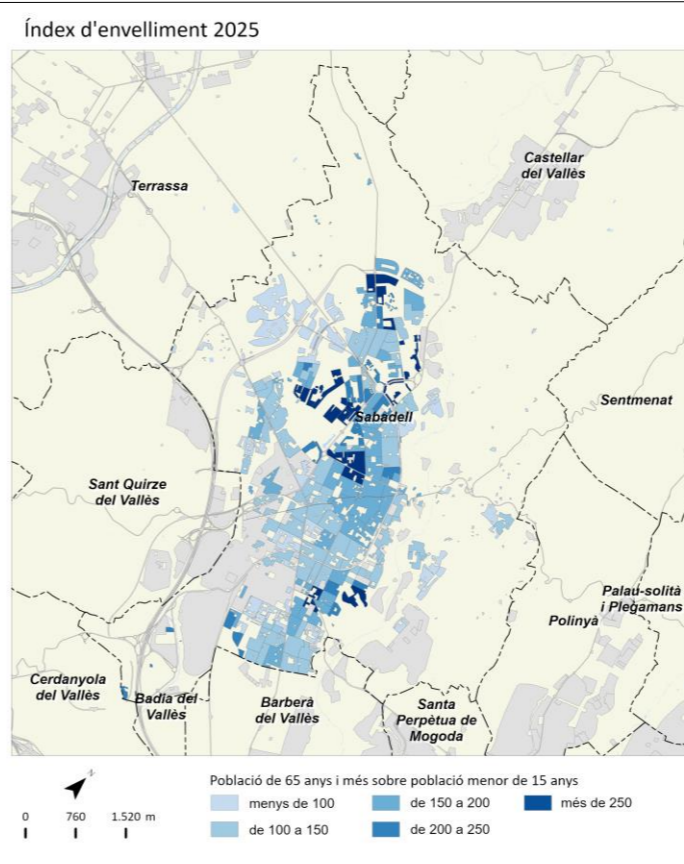 Índex d'envelliment 2025
Castellar
del Vallès
Terrassa
Sentmenat
Sabadell
Sant Quirze
del Vallès
Palau-solità
i Plegamans
Polinyà
Cerdanyola
del Vallès
Badia del
Vallès
Barberà
del Vallès
Santa
Perpètua de
Mogoda
N
0 760 1.520 m
Població de 65 anys i més sobre població menor de 15 anys
menys de 100
de 150 a 200
més de 250
de 100 a 150
de 200 a 250